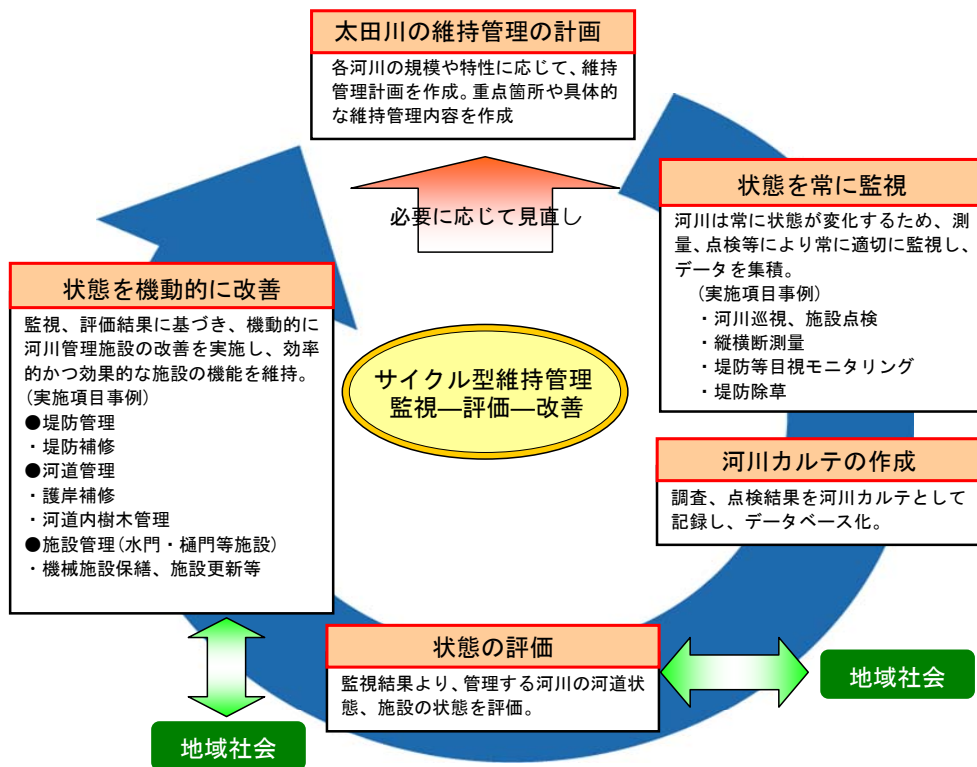 太田川の維持管理の計画
各河川の規模や特性に応じて、維持
管理計画を作成。重点箇所や具体的
な維持管理内容を作成
必要に応じて見直し
状態を常に監視
河川は常に状態が変化するため、測
量、点検等により常に適切に監視し、
データを集積。
(実施項目事例)
・河川巡視、施設点検
・縦横断測量
・堤防等目視モニタリング
・堤防除草
河川カルテの作成
調査、点検結果を河川カルテとして
記録し、データベース化。
状態の評価
監視結果より、管理する河川の河道状
態、施設の状態を評価。
地域社会
状態を機動的に改善
監視、評価結果に基づき、機動的に
河川管理施設の改善を実施し、効率
的かつ効果的な施設の機能を維持。
(実施項目事例)
●堤防管理
・堤防補修
●河道管理
・護岸補修
・河道内樹木管理
●施設管理(水門・樋門等施設)
・機械施設保繕、施設更新等
地域社会
サイクル型維持管理
監視―評価―改善